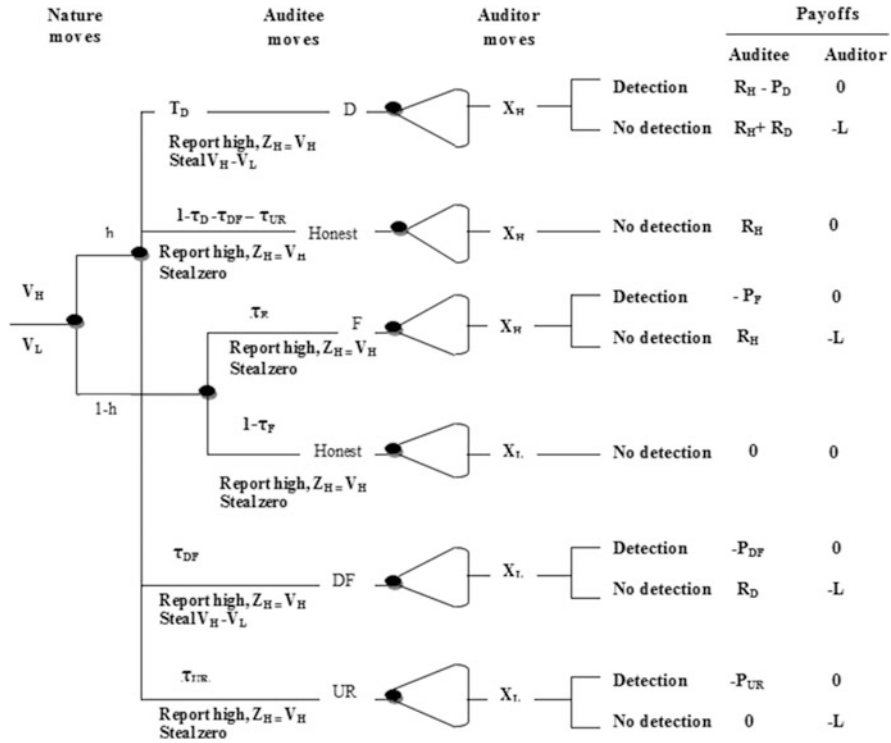 Nature moves
Auditee moves
Auditor moves
Payoffs
Auditee Auditor
T_D D X_H Detection R_H - P_D 0
Report high, Z_H = V_H
Steal V_H - V_L
No detection R_H + R_D -L
h
1-τ_D-τ_DF-τ_UR Honest X_H No detection R_H 0
Report high, Z_H = V_H
Steal zero
V_H
V_L
1-h
τ_F F X_H Detection - P_F 0
Report high, Z_H = V_H
Steal zero
No detection R_H -L
1-τ_F
Honest X_L No detection 0 0
Report high, Z_H = V_H
Steal zero
τ_DF DF X_L Detection -P_DF 0
Report high, Z_H = V_H
Steal V_H - V_L
No detection R_D -L
τ_UR UR X_L Detection -P_UR 0
Report high, Z_H = V_H
Steal zero
No detection 0 -L